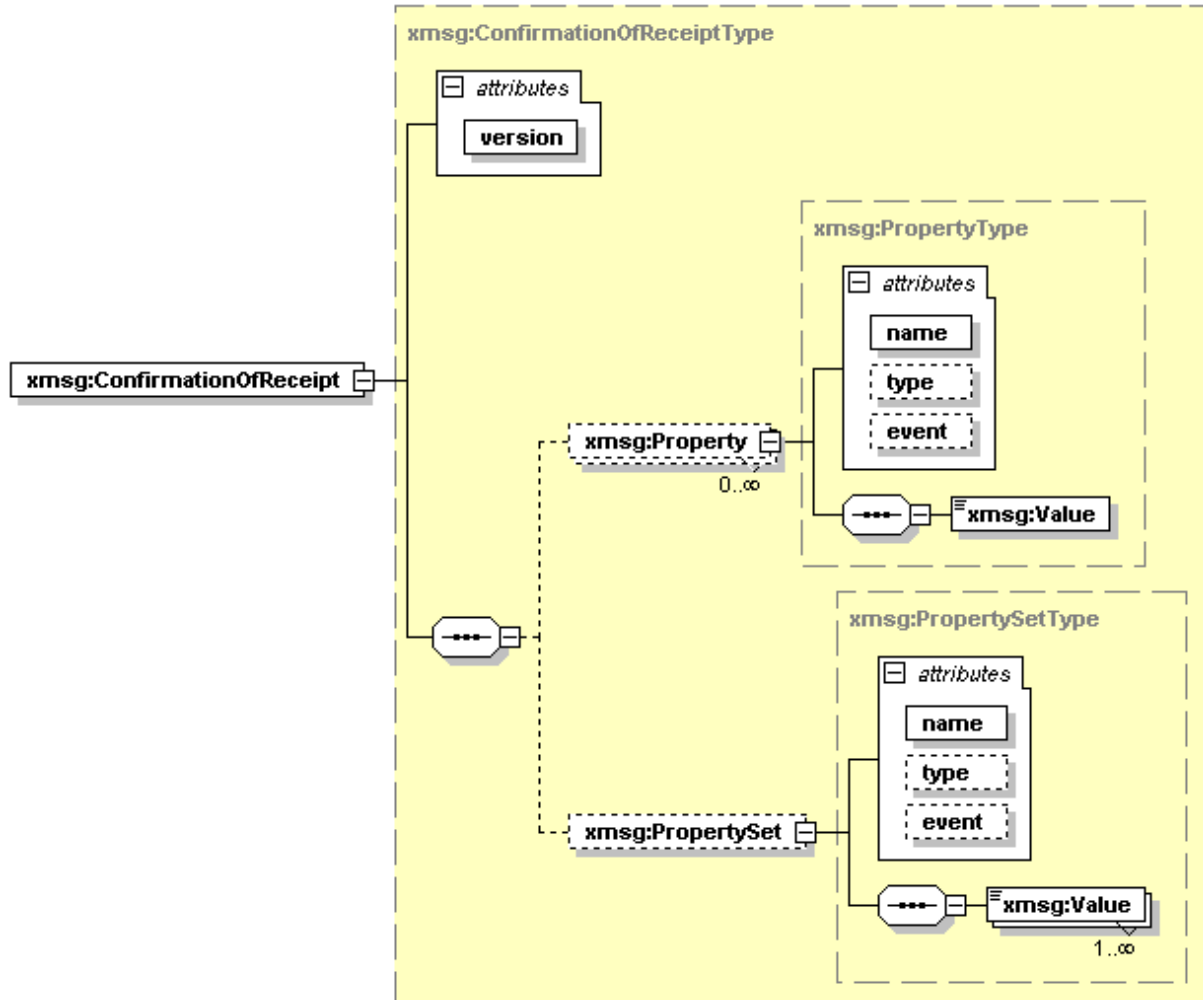 xmsg:ConfirmationOfReceiptType
attributes
version
xmsg:PropertyType
attributes
name
type
event
xmsg:ConfirmationOfReceipt
xmsg:Property
0..∞
xmsg:Value
xmsg:PropertySetType
attributes
name
type
event
xmsg:PropertySet
xmsg:Value
1..∞